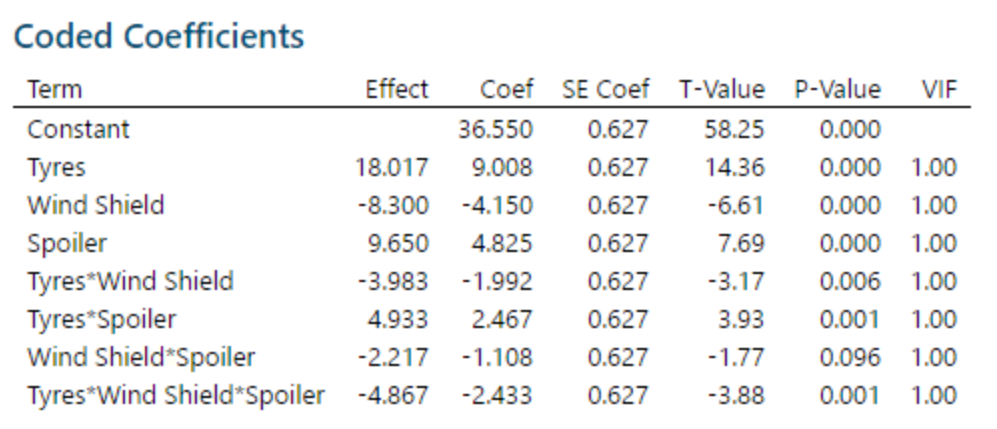 Coded Coefficients
Term Effect Coef SE Coef T-Value P-Value VIF
Constant 36.550 0.627 58.25 0.000
Tyres 18.017 9.008 0.627 14.36 0.000 1.00
Wind Shield -8.300 -4.150 0.627 -6.61 0.000 1.00
Spoiler 9.650 4.825 0.627 7.69 0.000 1.00
Tyres*Wind Shield -3.983 -1.992 0.627 -3.17 0.006 1.00
Tyres*Spoiler 4.933 2.467 0.627 3.93 0.001 1.00
Wind Shield*Spoiler -2.217 -1.108 0.627 -1.77 0.096 1.00
Tyres*Wind Shield*Spoiler -4.867 -2.433 0.627 -3.88 0.001 1.00